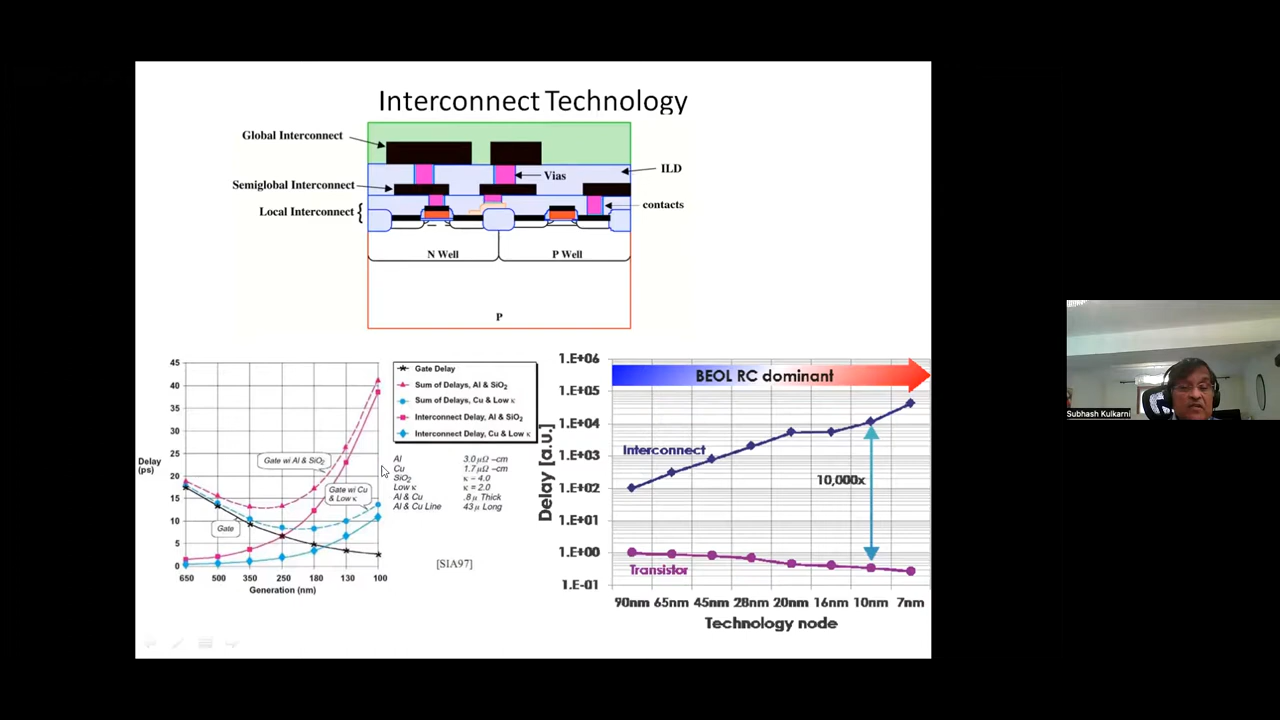 Interconnect Technology
Global Interconnect
Vias
ILD
Semiglobal Interconnect
Local Interconnect
contacts
N Well
P Well
P
45
40
35
30
25
20
15
10
5
0
Delay
(ps)
Gate wi Al & SiO2
Gate wi Cu
& Low κ
Gate
650
500
350
250
180
130
100
Generation (nm)
Gate Delay
Sum of Delays, Al & SiO2
Sum of Delays, Cu & Low κ
Interconnect Delay, Al & SiO2
Interconnect Delay, Cu & Low κ
Al 3.0 μΩ –cm
Cu 1.7 μΩ –cm
SiO2 κ – 4.0
Low κ κ = 2.0
Al & Cu .8 μ Thick
Al & Cu Line 43 μ Long
[SIA97]
BEOL RC dominant
1.E+06
1.E+05
1.E+04
1.E+03
1.E+02
1.E+01
1.E+00
1.E-01
Delay [a.u.]
Interconnect
10,000x
Transistor
90nm 65nm 45nm 28nm 20nm 16nm 10nm 7nm
Technology node
Subhash Kulkarni